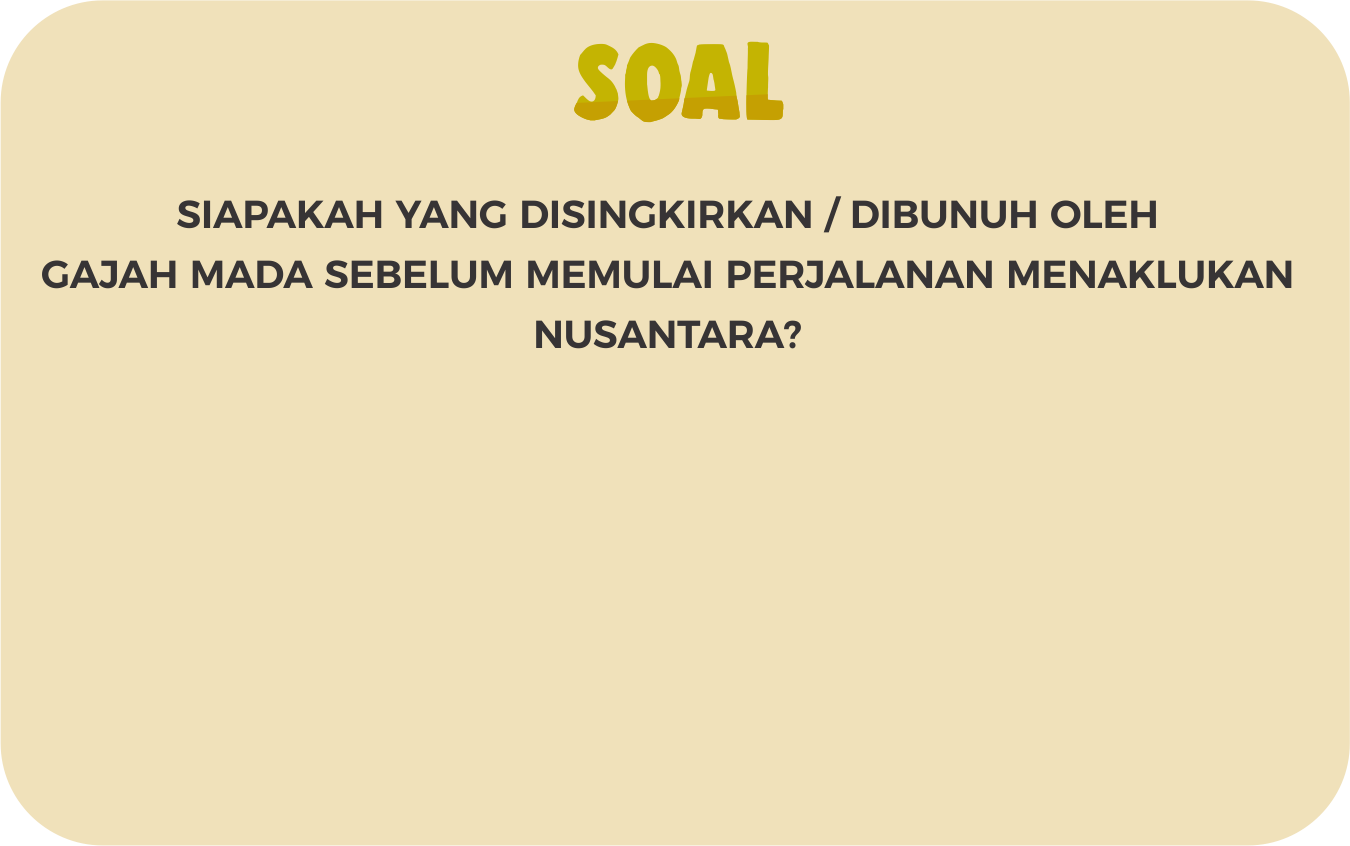 SOAL
SIAPAKAH YANG DISINGKIRKAN / DIBUNUH OLEH
GAJAH MADA SEBELUM MEMULAI PERJALANAN MENAKLUKAN
NUSANTARA?